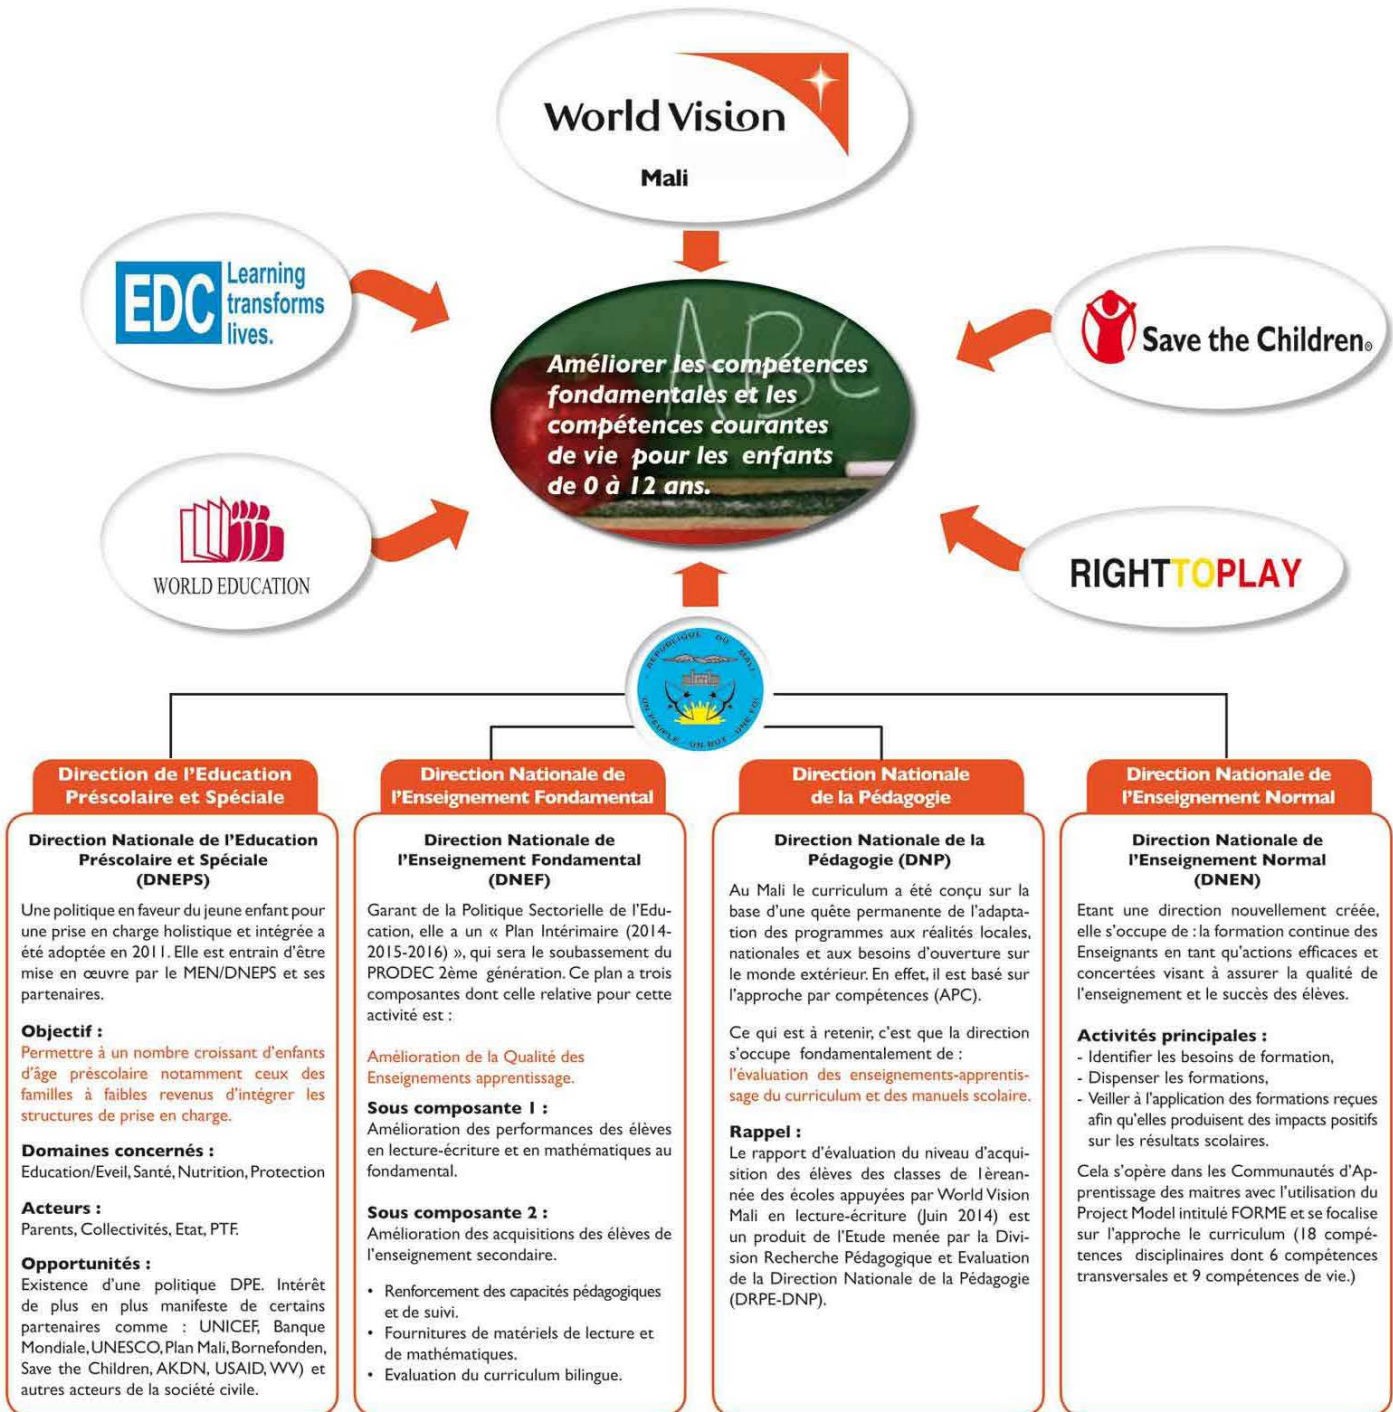 World Vision
Mali
EDC
Learning
transforms
lives.
Save the Children®
ABC
Améliorer les compétences
fondamentales et les
compétences courantes
de vie pour les enfants
de 0 à 12 ans.
WORLD EDUCATION
RIGHTTOPLAY
REPUBLIQUE DU MALI
UN PEUPLE - UN BUT - UNE FOI
Direction de l'Education
Préscolaire et Spéciale
Direction Nationale de l'Education
Préscolaire et Spéciale
(DNEPS)
Une politique en faveur du jeune enfant pour
une prise en charge holistique et intégrée a
été adoptée en 2011. Elle est entrain d'être
mise en œuvre par le MEN/DNEPS et ses
partenaires.
Objectif :
Permettre à un nombre croissant d'enfants
d'âge préscolaire notamment ceux des
familles à faibles revenus d'intégrer les
structures de prise en charge.
Domaines concernés :
Education/Eveil, Santé, Nutrition, Protection
Acteurs :
Parents, Collectivités, Etat, PTF.
Opportunités :
Existence d'une politique DPE. Intérêt
de plus en plus manifeste de certains
partenaires comme : UNICEF, Banque
Mondiale, UNESCO, Plan Mali, Bornefonden,
Save the Children, AKDN, USAID, WV) et
autres acteurs de la société civile.
Direction Nationale de
l'Enseignement Fondamental
Direction Nationale de
l'Enseignement Fondamental
(DNEF)
Garant de la Politique Sectorielle de l'Edu-
cation, elle a un « Plan Intérimaire (2014-
2015-2016) », qui sera le soubassement du
PRODEC 2ème génération. Ce plan a trois
composantes dont celle relative pour cette
activité est :
Amélioration de la Qualité des
Enseignements apprentissage.
Sous composante 1 :
Amélioration des performances des élèves
en lecture-écriture et en mathématiques au
fondamental.
Sous composante 2 :
Amélioration des acquisitions des élèves de
l'enseignement secondaire.
• Renforcement des capacités pédagogiques
et de suivi.
• Fournitures de matériels de lecture et
de mathématiques.
• Evaluation du curriculum bilingue.
Direction Nationale
de la Pédagogie
Direction Nationale de la
Pédagogie (DNP)
Au Mali le curriculum a été conçu sur la
base d'une quête permanente de l'adapta-
tion des programmes aux réalités locales,
nationales et aux besoins d'ouverture sur
le monde extérieur. En effet, il est basé sur
l'approche par compétences (APC).
Ce qui est à retenir, c'est que la direction
s'occupe fondamentalement de :
l'évaluation des enseignements-apprentis-
sage du curriculum et des manuels scolaire.
Rappel :
Le rapport d'évaluation du niveau d'acqui-
sition des élèves des classes de 1èrean-
née des écoles appuyées par World Vision
Mali en lecture-écriture (Juin 2014) est
un produit de l'Etude menée par la Divi-
sion Recherche Pédagogique et Evaluation
de la Direction Nationale de la Pédagogie
(DRPE-DNP).
Direction Nationale de
l'Enseignement Normal
Direction Nationale de
l'Enseignement Normal
(DNEN)
Etant une direction nouvellement créée,
elle s'occupe de : la formation continue des
Enseignants en tant qu'actions efficaces et
concertées visant à assurer la qualité de
l'enseignement et le succès des élèves.
Activités principales :
- Identifier les besoins de formation,
- Dispenser les formations,
- Veiller à l'application des formations reçues
afin qu'elles produisent des impacts positifs
sur les résultats scolaires.
Cela s'opère dans les Communautés d'Ap-
prentissage des maitres avec l'utilisation du
Project Model intitulé FORME et se focalise
sur l'approche le curriculum (18 compé-
tences disciplinaires dont 6 compétences
transversales et 9 compétences de vie.)